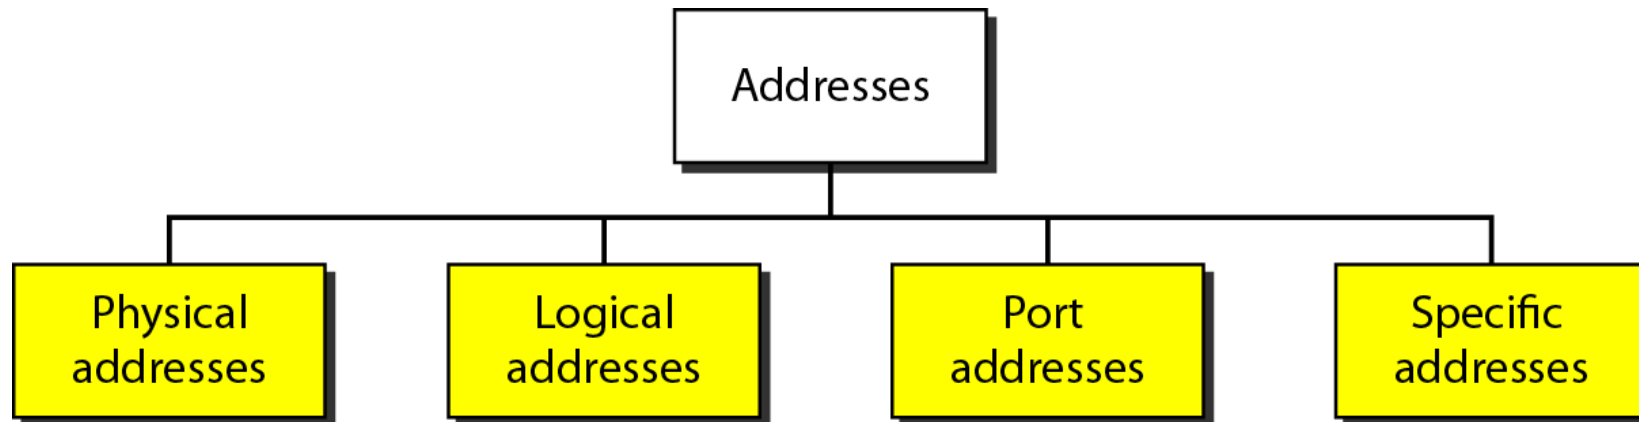 Addresses
Physical
addresses
Logical
addresses
Port
addresses
Specific
addresses